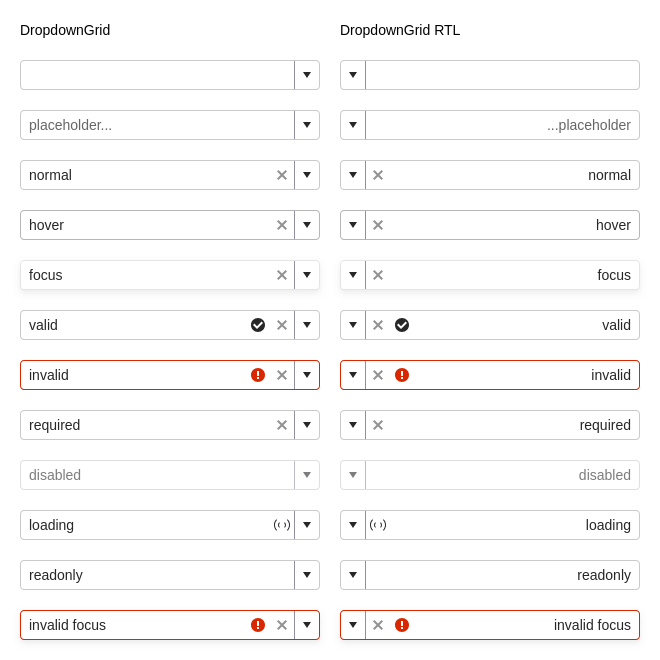 DropdownGrid
DropdownGrid RTL
placeholder...
...placeholder
normal
normal
hover
hover
focus
focus
valid
valid
invalid
invalid
required
required
disabled
disabled
loading
loading
readonly
readonly
invalid focus
invalid focus